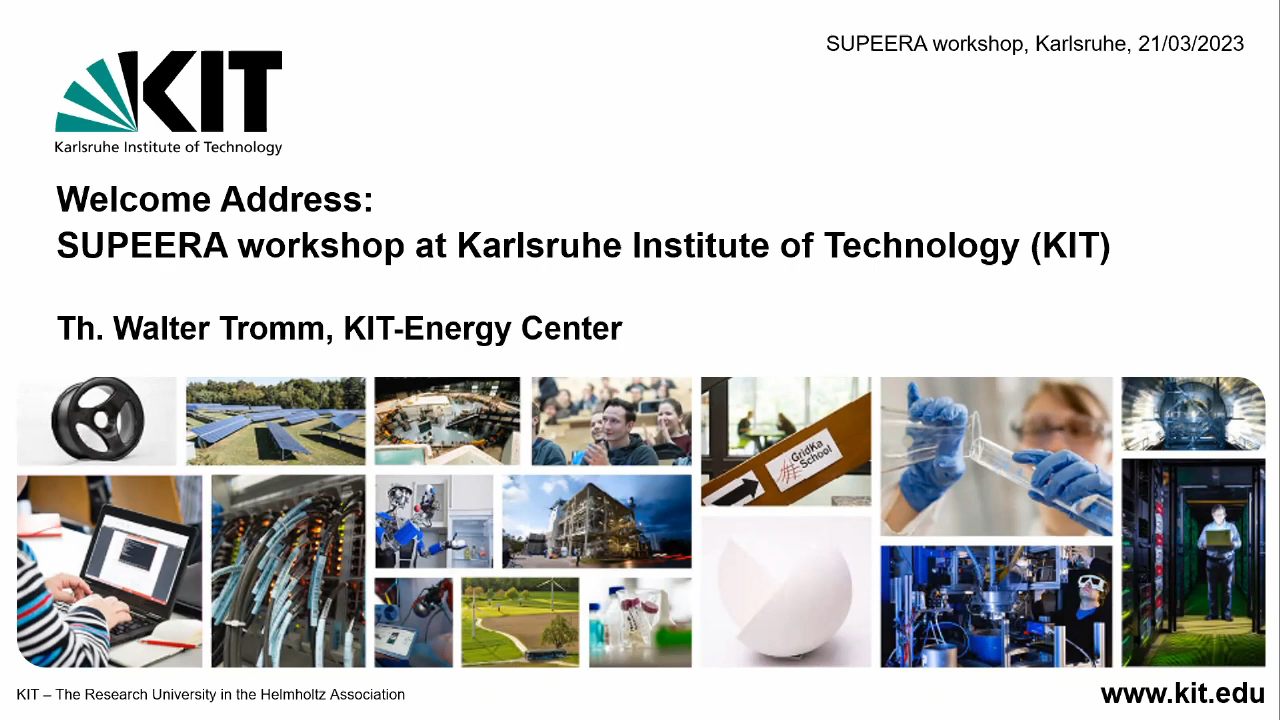 SUPEERA workshop, Karlsruhe, 21/03/2023
KIT
Karlsruhe Institute of Technology
Welcome Address:
SUPEERA workshop at Karlsruhe Institute of Technology (KIT)
Th. Walter Tromm, KIT-Energy Center
GridKa
School
KIT – The Research University in the Helmholtz Association
www.kit.edu